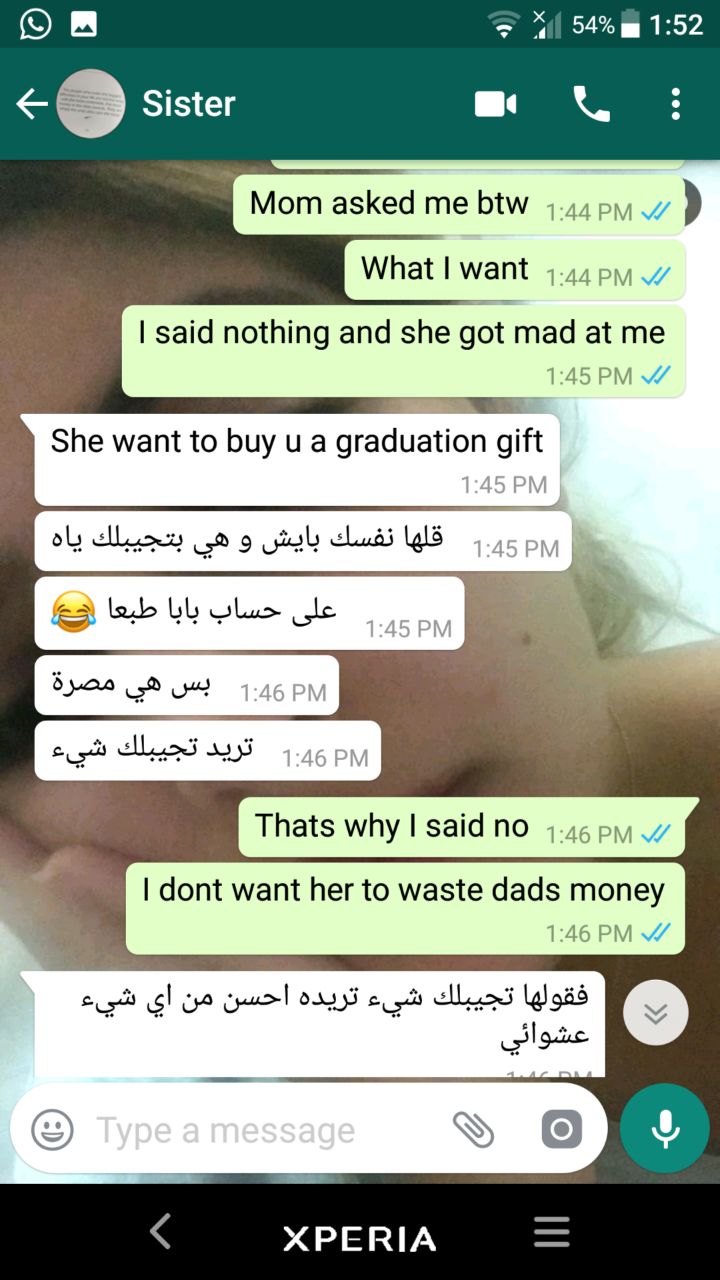 54% 1:52
Sister
Mom asked me btw 1:44 PM
What I want 1:44 PM
I said nothing and she got mad at me
1:45 PM
She want to buy u a graduation gift
1:45 PM
قلها نفسك بايش و هي بتجيبلك ياه 1:45 PM
على حساب بابا طبعا 😂 1:45 PM
بس هي مصرة 1:46 PM
تريد تجيبلك شيء 1:46 PM
Thats why I said no 1:46 PM
I dont want her to waste dads money
1:46 PM
فقولها تجيبلك شيء تريده احسن من اي شيء
عشوائي
1:46 PM
Type a message
XPERIA